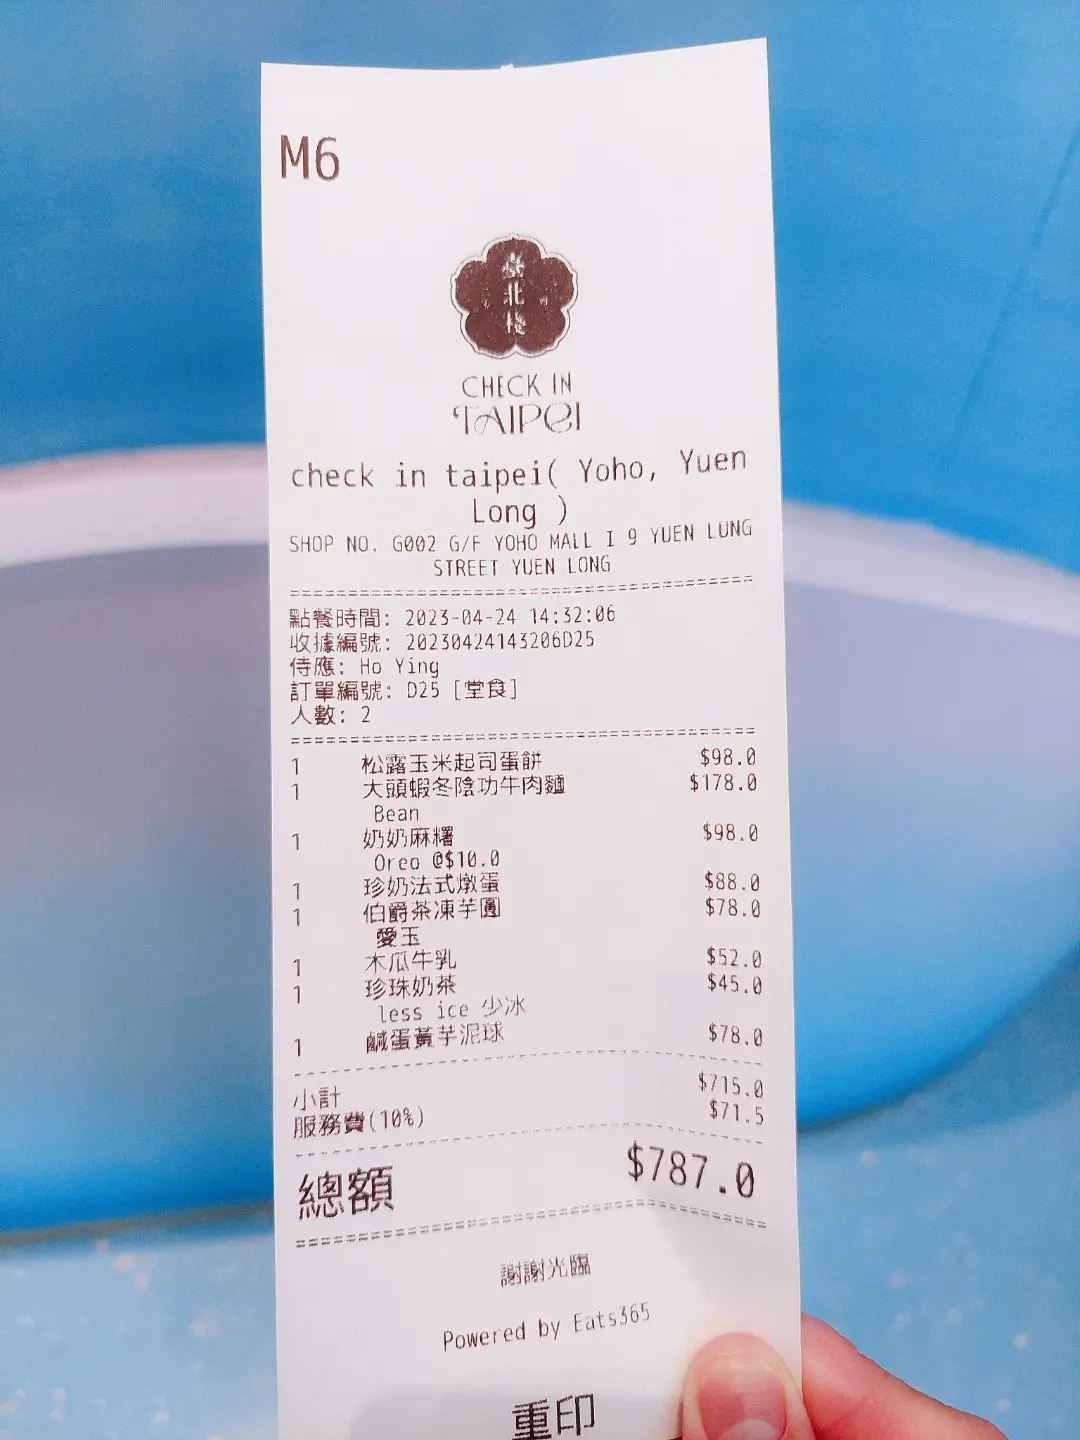 M6
臺
北
棧
CHECK IN
TAIPEI
check in taipei( Yoho, Yuen
Long )
SHOP NO. G002 G/F YOHO MALL I 9 YUEN LUNG
STREET YUEN LONG
點餐時間: 2023-04-24 14:32:06
收據編號: 20230424143206D25
侍應: Ho Ying
訂單編號: D25 [堂食]
人數: 2
1 松露玉米起司蛋餅 $98.0
1 大頭蝦冬陰功牛肉麵 $178.0
Bean
1 奶奶麻糬 $98.0
Oreo @$10.0
1 珍奶法式燉蛋 $88.0
1 伯爵茶凍芋圓 $78.0
愛玉
1 木瓜牛乳 $52.0
1 珍珠奶茶 $45.0
less ice 少冰
1 鹹蛋黃芋泥球 $78.0
小計 $715.0
服務費(10%) $71.5
總額 $787.0
謝謝光臨
Powered by Eats365
重印